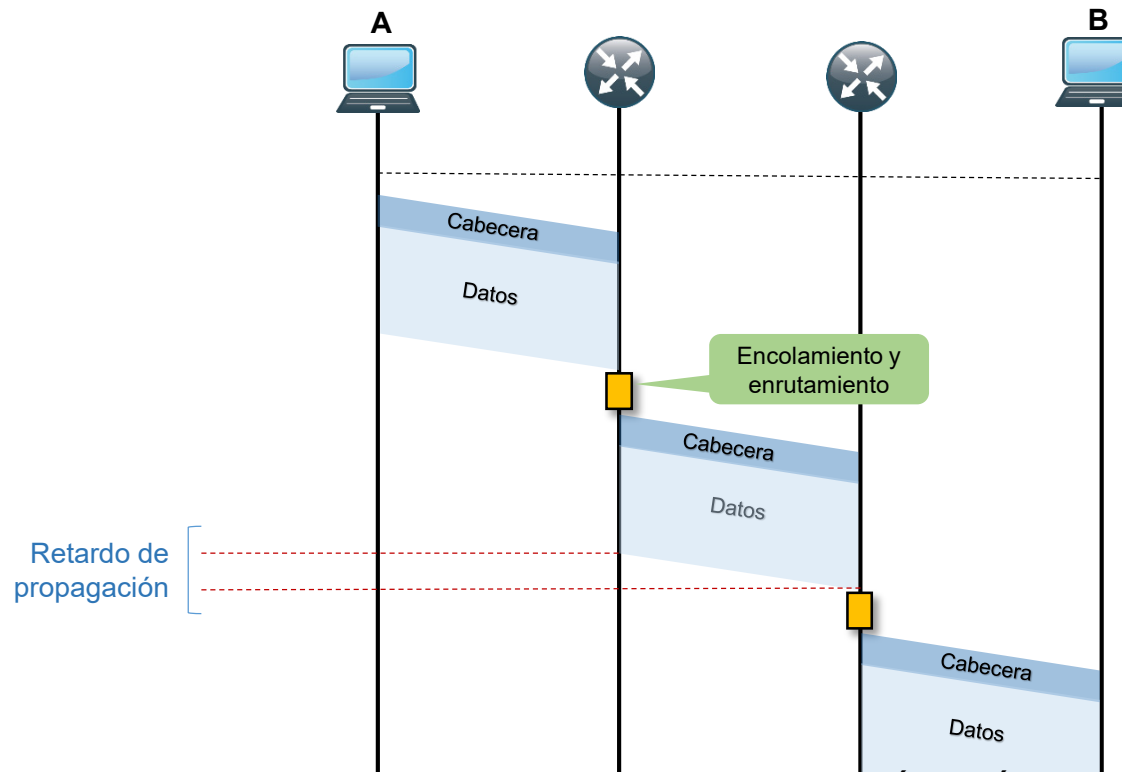 A
B
Cabecera
Datos
Encolamiento y
enrutamiento
Cabecera
Datos
Retardo de
propagación
Cabecera
Datos